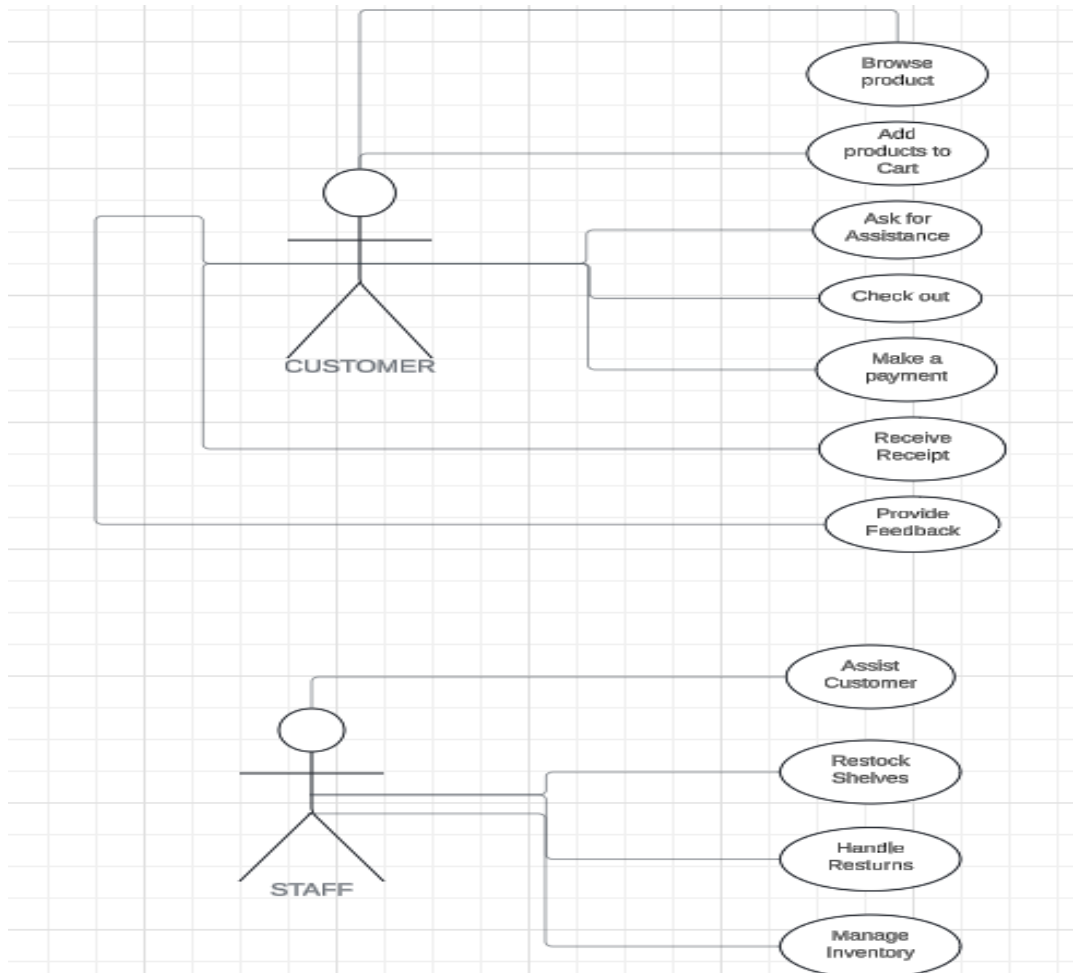 Browse
product
Add
products to
Cart
Ask for
Assistance
Check out
CUSTOMER
Make a
payment
Receive
Receipt
Provide
Feedback
Assist
Customer
Restock
Shelves
Handle
Resturns
STAFF
Manage
Inventory